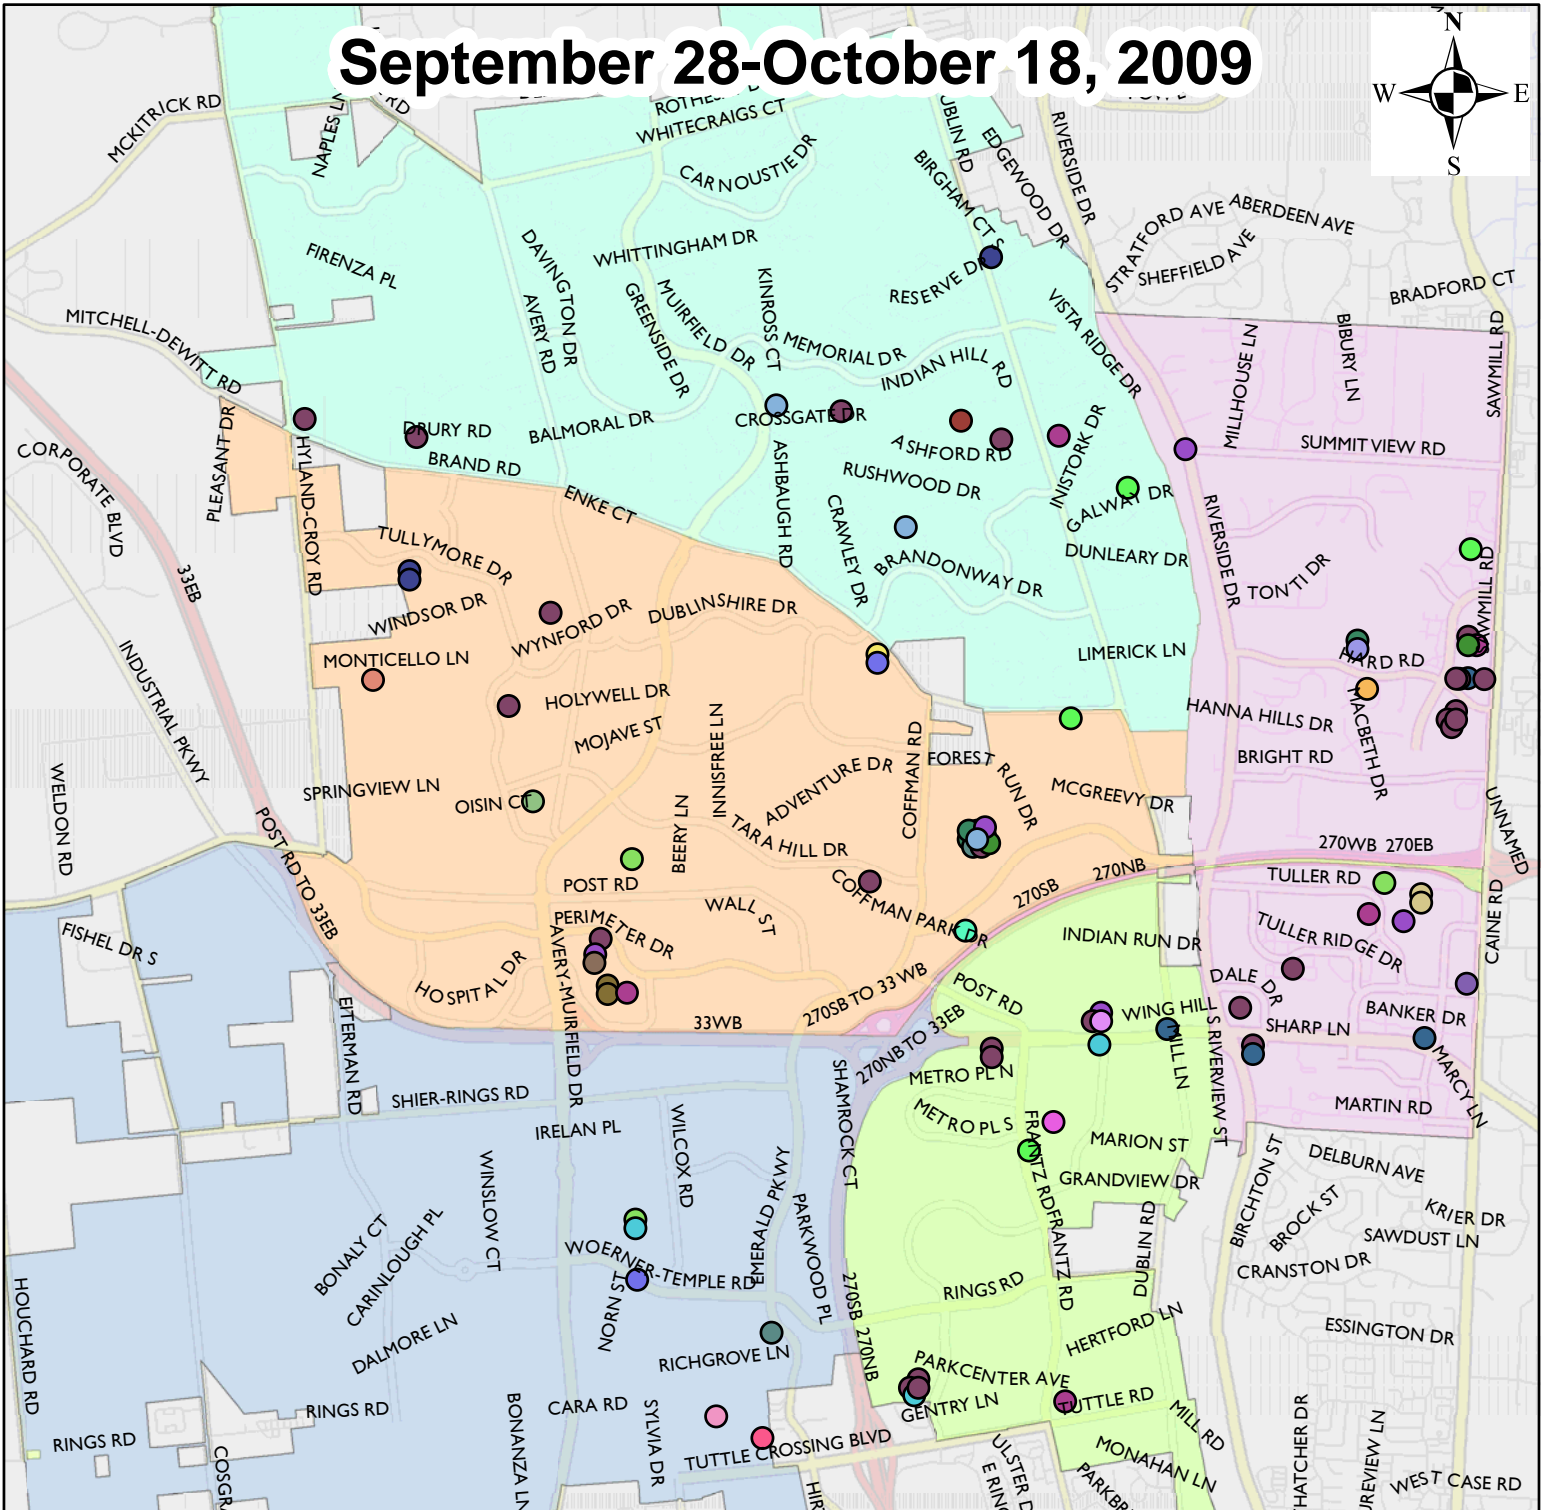 September 28-October 18, 2009
N
W
E
S
MCKITRICK RD
NAPLES LN
RD
WHITECRAIGS CT
CARNOUSTIE DR
DUBLIN RD
EDGEWOOD DR
RIVERSIDE DR
BIRGHAM CT S
STRATFORD AVE
ABERDEEN AVE
SHEFFIELD AVE
BRADFORD CT
FIRENZA PL
DAVINGTON DR
WHITTINGHAM DR
RESERVE DR
MITCHELL-DEWITT RD
AVERY RD
GREENSIDE DR
MUIRFIELD DR
KINROSS CT
MEMORIAL DR
INDIAN HILL RD
VISTA RIDGE DR
MILLHOUSE LN
BIBURY LN
SAWMILL RD
PLEASANT DR
DRURY RD
BALMORAL DR
CROSSGATE DR
ASHFORD RD
INISTORK DR
SUMMIT VIEW RD
CORPORATE BLVD
BRAND RD
HYLAND-CROY RD
ENKE CT
ASHBAUGH RD
RUSHWOOD DR
CRAWLEY DR
GALWAY DR
RIVERSIDE DR
33EB
TULLYMORE DR
BRANDONWAY DR
DUNLEARY DR
TONTI DR
SAWMILL RD
WINDSOR DR
WYNFORD DR
DUBLINSHIRE DR
INDUSTRIAL PKWY
MONTICELLO LN
LIMERICK LN
HARD RD
HOLYWELL DR
MOJAVE ST
INNISFREE LN
COFFMAN RD
HANNA HILLS DR
MACBETH DR
FOREST RUN DR
BRIGHT RD
WELDON RD
SPRINGVIEW LN
OISIN CT
BEERY LN
ADVENTURE DR
MCGREEVY DR
UNNAMED
POST RD TO 33EB
TARA HILL DR
270WB 270EB
POST RD
COFFMAN PARK DR
270SB
270NB
TULLER RD
CAINE RD
FISHEL DR S
PERIMETER DR
WALL ST
INDIAN RUN DR
TULLER RIDGE DR
HOSPITAL DR
AVERY-MUIRFIELD DR
270SB TO 33 WB
POST RD
DALE DR
BANKER DR
EITERMAN RD
33WB
270NB TO 33EB
WING HILL
MILL LN
S RIVERVIEW ST
SHARP LN
MARCY LN
SHIER-RINGS RD
SHAMROCK CT
METRO PL N
METRO PL S
FRANTZ RD
MARTIN RD
IRELAN PL
WILCOX RD
MARION ST
GRANDVIEW DR
DELBURN AVE
WINSLOW CT
EMERALD PKWY
PARKWOOD PL
FRANTZ RD
DUBLIN RD
BIRCHTON ST
BROCK ST
KRIER DR
SAWDUST LN
BONALY CT
CARINLOUGH PL
WOERNER-TEMPLE RD
CRANSTON DR
HOUCHARD RD
NORN ST
RINGS RD
270SB
270NB
HERTFORD LN
ESSINGTON DR
DALMORE LN
RICHGROVE LN
PARKCENTER AVE
GENTRY LN
TUTTLE RD
RINGS RD
RINGS RD
CARA RD
BONANZA LN
SYLVIA DR
TUTTLE CROSSING BLVD
MILL RD
MONAHAN LN
WEST CASE RD